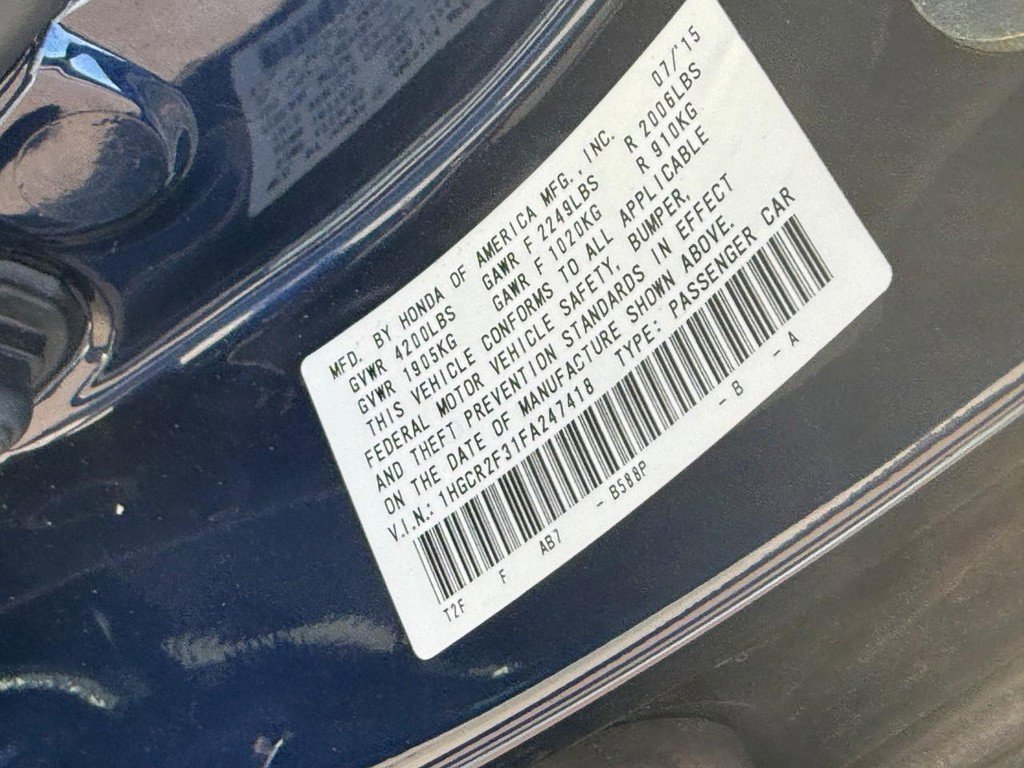 MFD. BY HONDA OF AMERICA MFG., INC. 07/'15
GVWR 4200LBS GAWR F 2249LBS R 2006LBS
GVWR 1905KG GAWR F 1020KG R 910KG
THIS VEHICLE CONFORMS TO ALL APPLICABLE
FEDERAL MOTOR VEHICLE SAFETY, BUMPER,
AND THEFT PREVENTION STANDARDS IN EFFECT
ON THE DATE OF MANUFACTURE SHOWN ABOVE.
V.I.N.: 1HGCR2F31FA247418 TYPE: PASSENGER CAR
T2F F AB7 - B588P - B - A